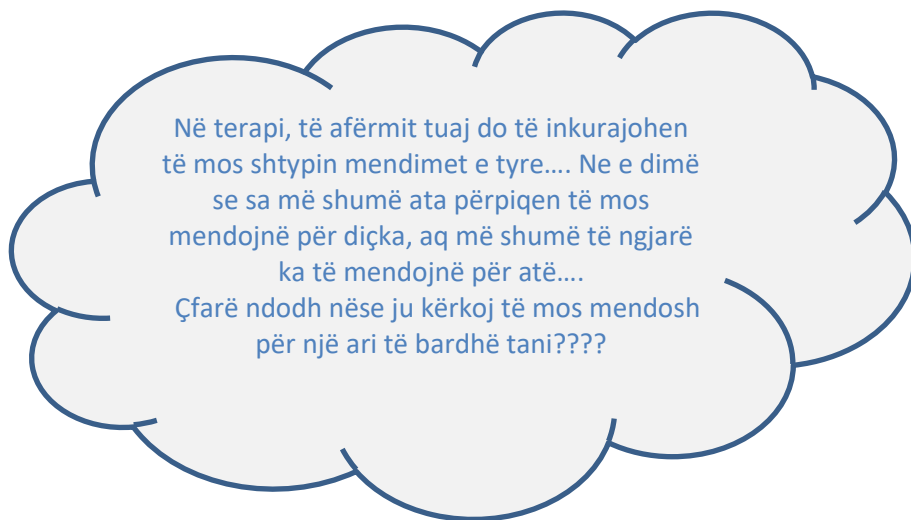 Në terapi, të afërmit tuaj do të inkurajohen
të mos shtypin mendimet e tyre…. Ne e dimë
se sa më shumë ata përpiqen të mos
mendojnë për diçka, aq më shumë të ngjarë
ka të mendojnë për atë….
Çfarë ndodh nëse ju kërkoj të mos mendosh
për një ari të bardhë tani????